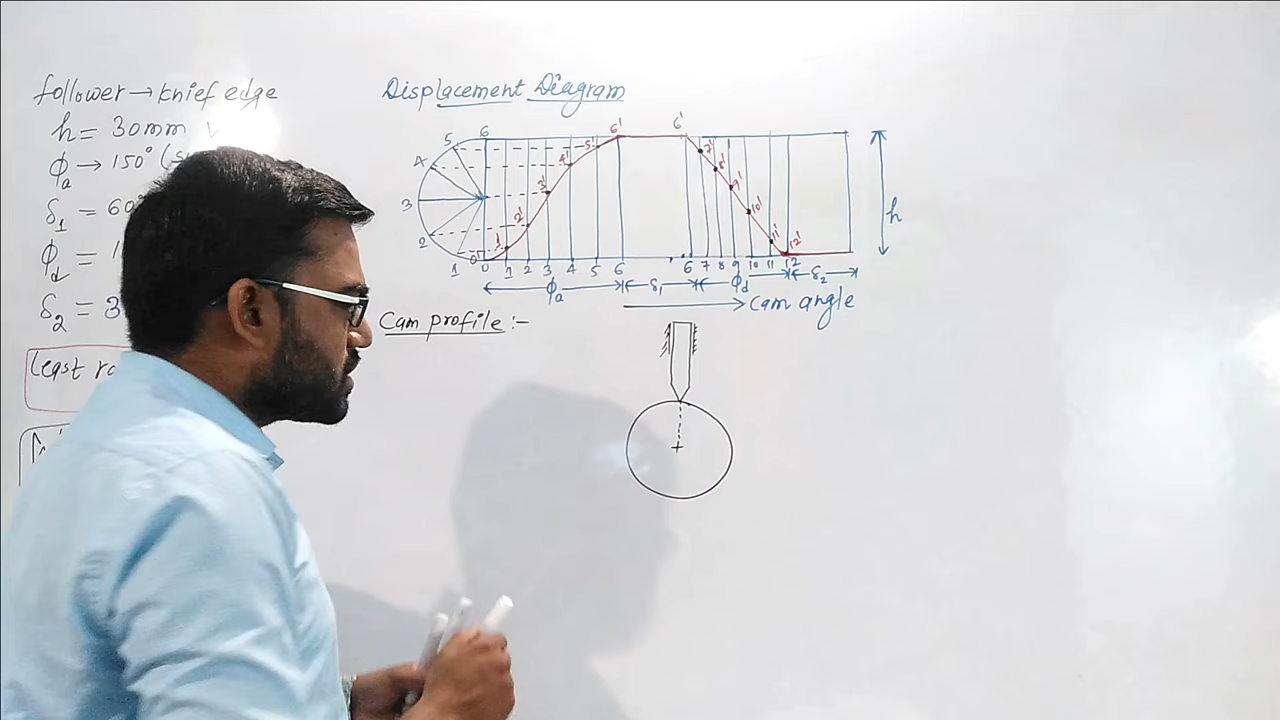 follower → Knief edge
h = 30mm
ϕa → 150°
δ1 = 60°
ϕd =
δ2 = 3
Least
Displacement Diagram
5 6 6' 6'
4 5' 7'
4' 8'
3 3' 9'
2 2' 10' h
1' 11' 12'
1 0 0 1 2 3 4 5 6 6 7 8 9 10 11 12
ϕa δ1 ϕd δ2
Cam angle
Cam profile :-